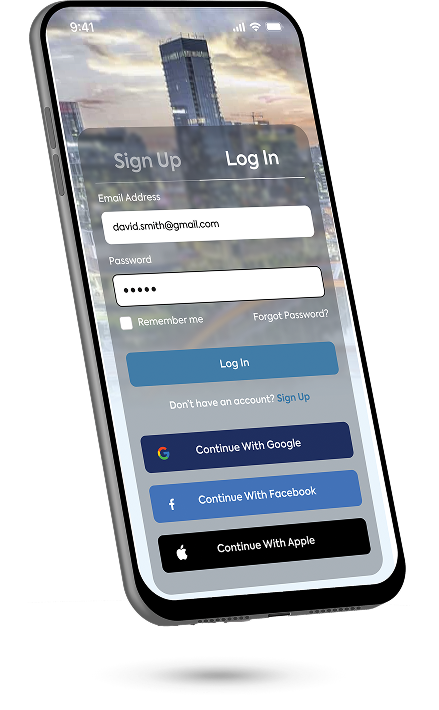 9:41
Sign Up Log In
Email Address
david.smith@gmail.com
Password
•••••
Remember me Forgot Password?
Log In
Don't have an account? Sign Up
Continue With Google
Continue With Facebook
Continue With Apple